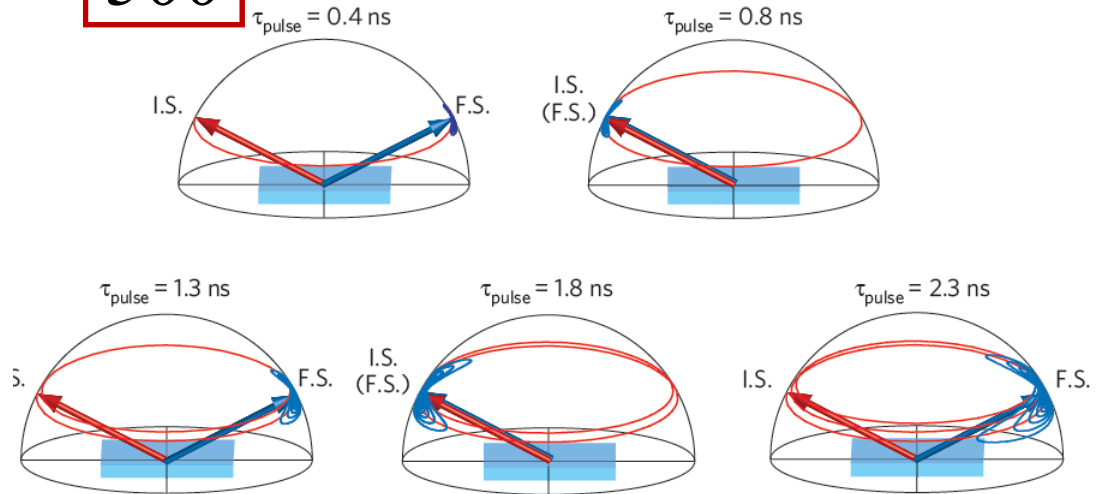 τpulse = 0.4 ns
τpulse = 0.8 ns
I.S.
F.S.
I.S.
(F.S.)
τpulse = 1.3 ns
τpulse = 1.8 ns
τpulse = 2.3 ns
S.
F.S.
I.S.
(F.S.)
I.S.
F.S.